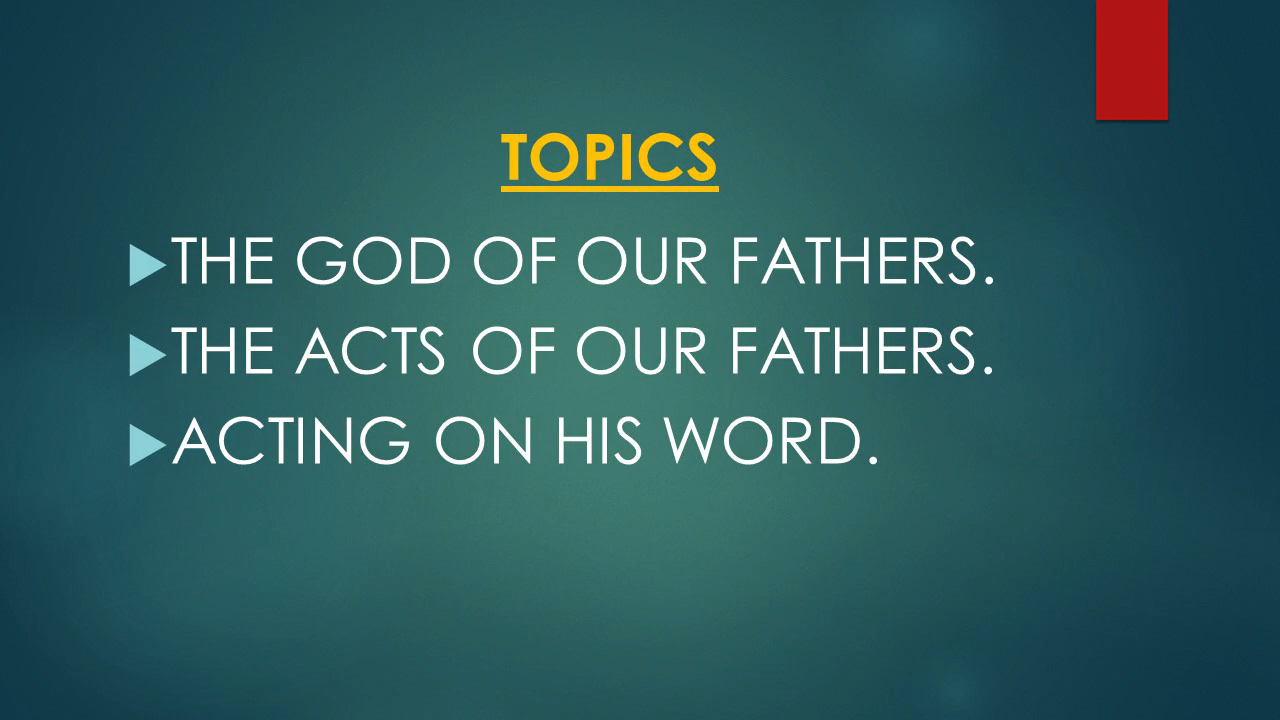 TOPICS
THE GOD OF OUR FATHERS.
THE ACTS OF OUR FATHERS.
ACTING ON HIS WORD.